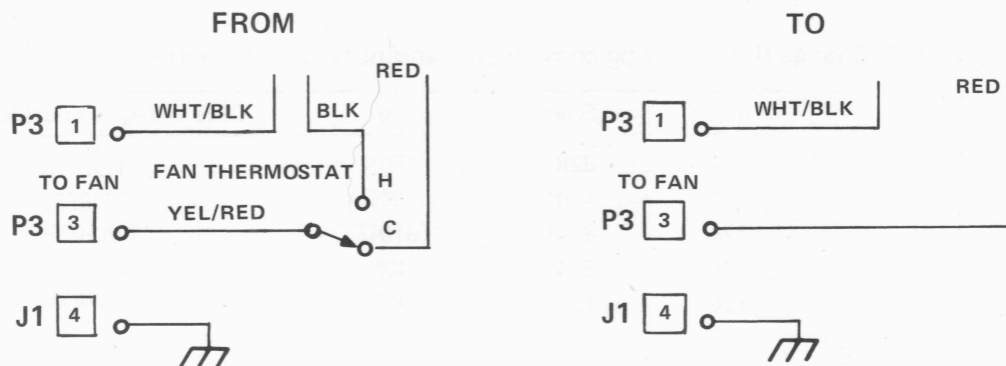 FROM
RED
WHT/BLK BLK
P3 1
TO FAN FAN THERMOSTAT H
YEL/RED C
P3 3
J1 4
TO
RED
WHT/BLK
P3 1
TO FAN
P3 3
J1 4